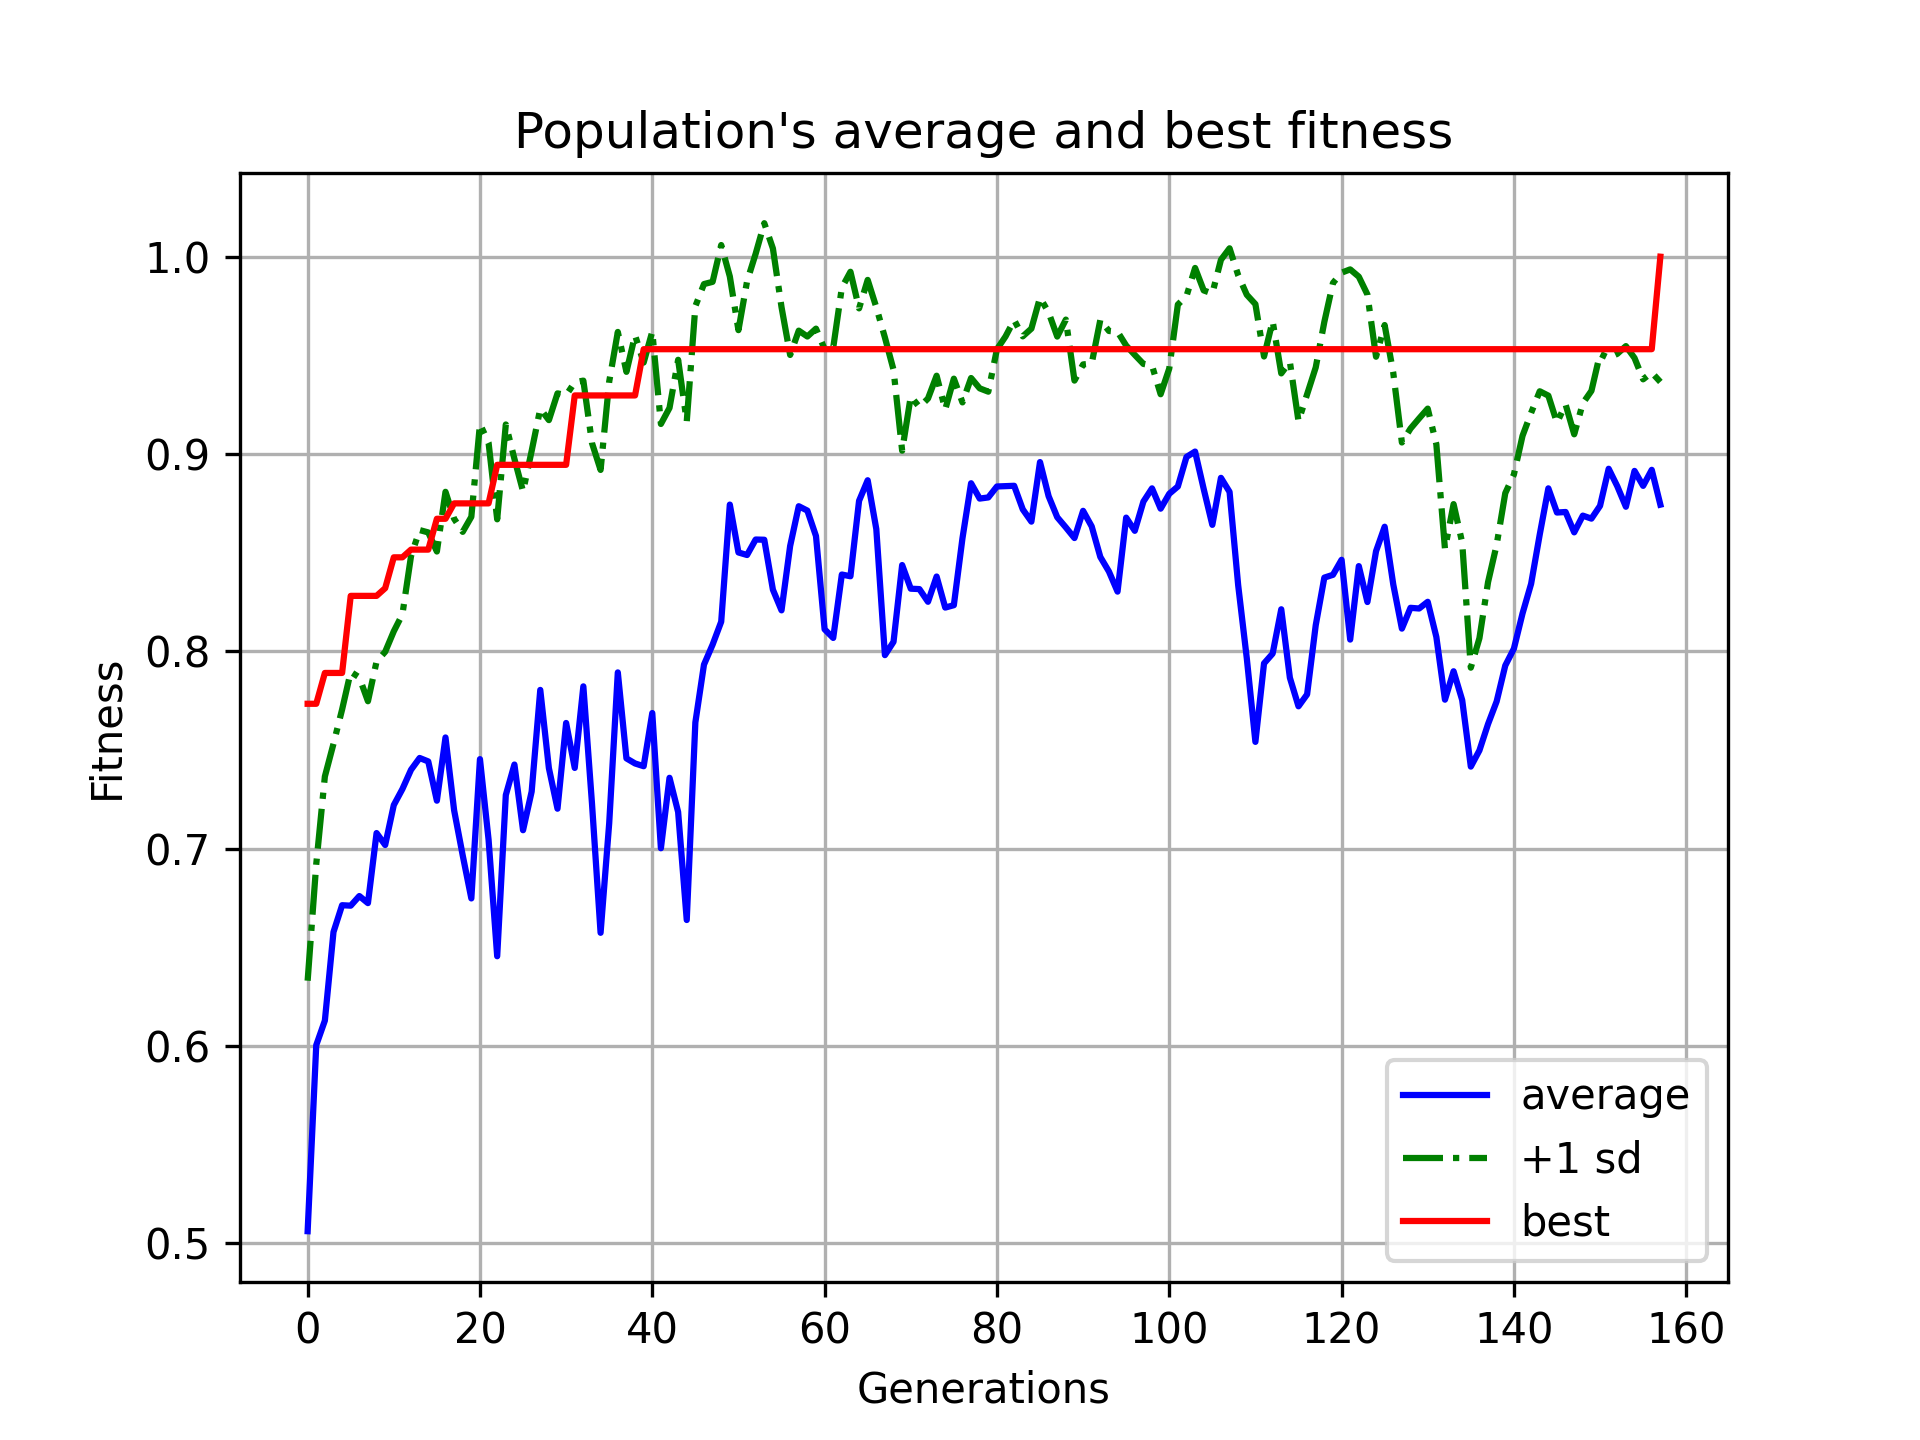 Population's average and best fitness
Fitness
1.0
0.9
0.8
0.7
0.6
0.5
average
+1 sd
best
0 20 40 60 80 100 120 140 160
Generations